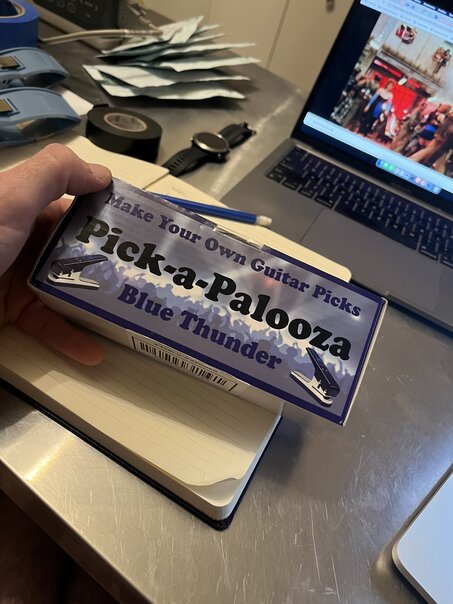 Make Your Own Guitar Picks
Pick-a-Palooza
Blue Thunder